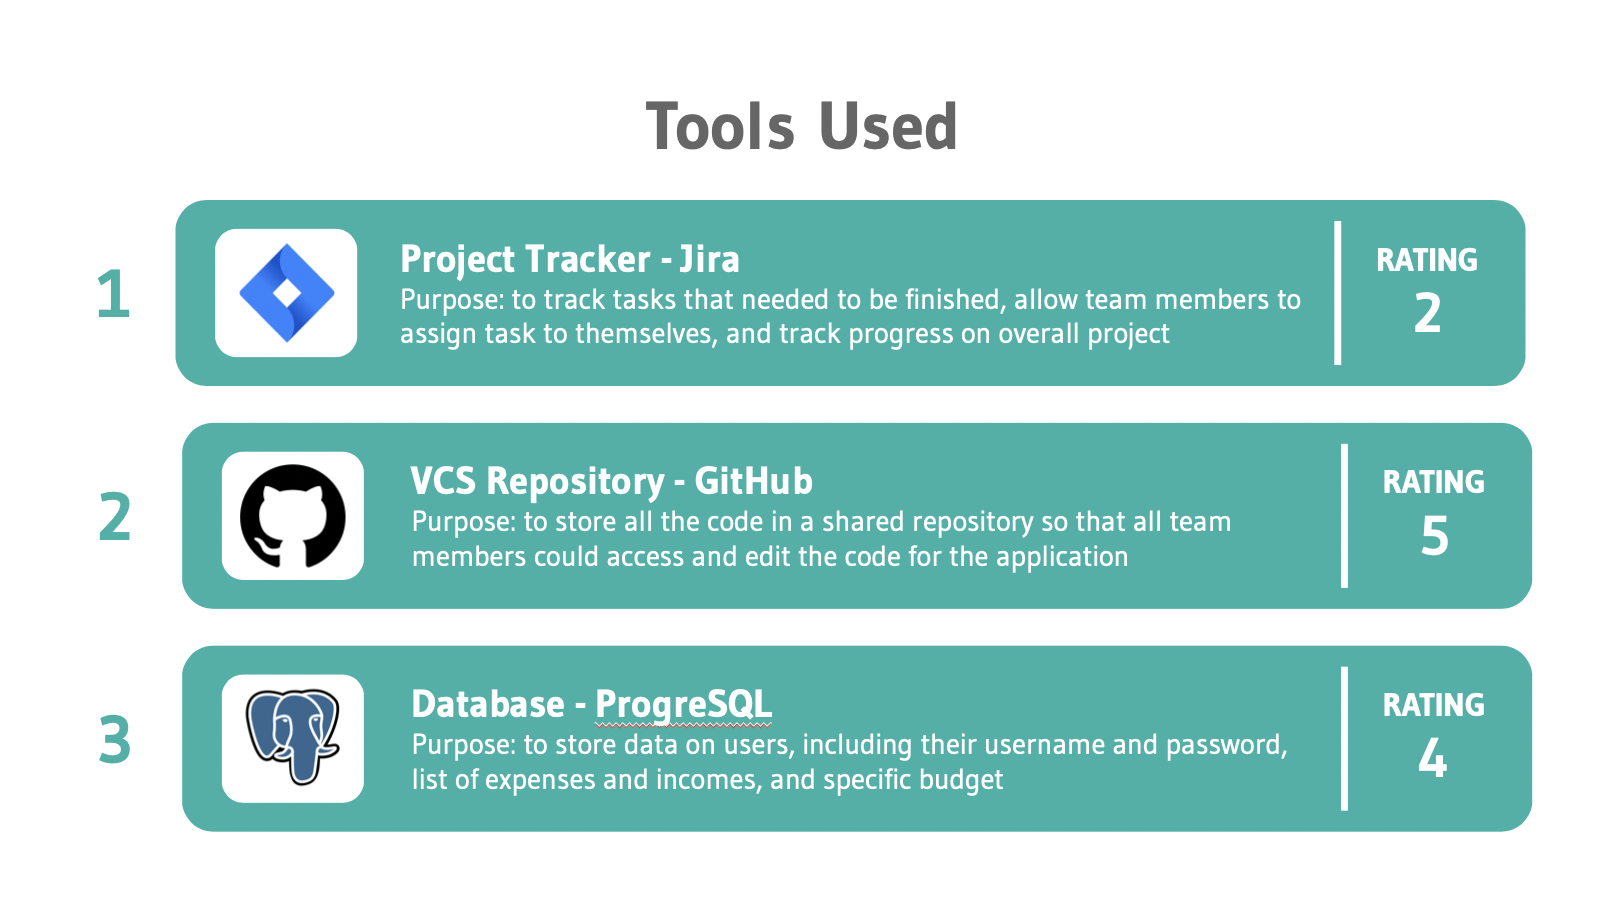 Tools Used
1
Project Tracker - Jira
Purpose: to track tasks that needed to be finished, allow team members to
assign task to themselves, and track progress on overall project
RATING
2
2
VCS Repository - GitHub
Purpose: to store all the code in a shared repository so that all team
members could access and edit the code for the application
RATING
5
3
Database - ProgreSQL
Purpose: to store data on users, including their username and password,
list of expenses and incomes, and specific budget
RATING
4